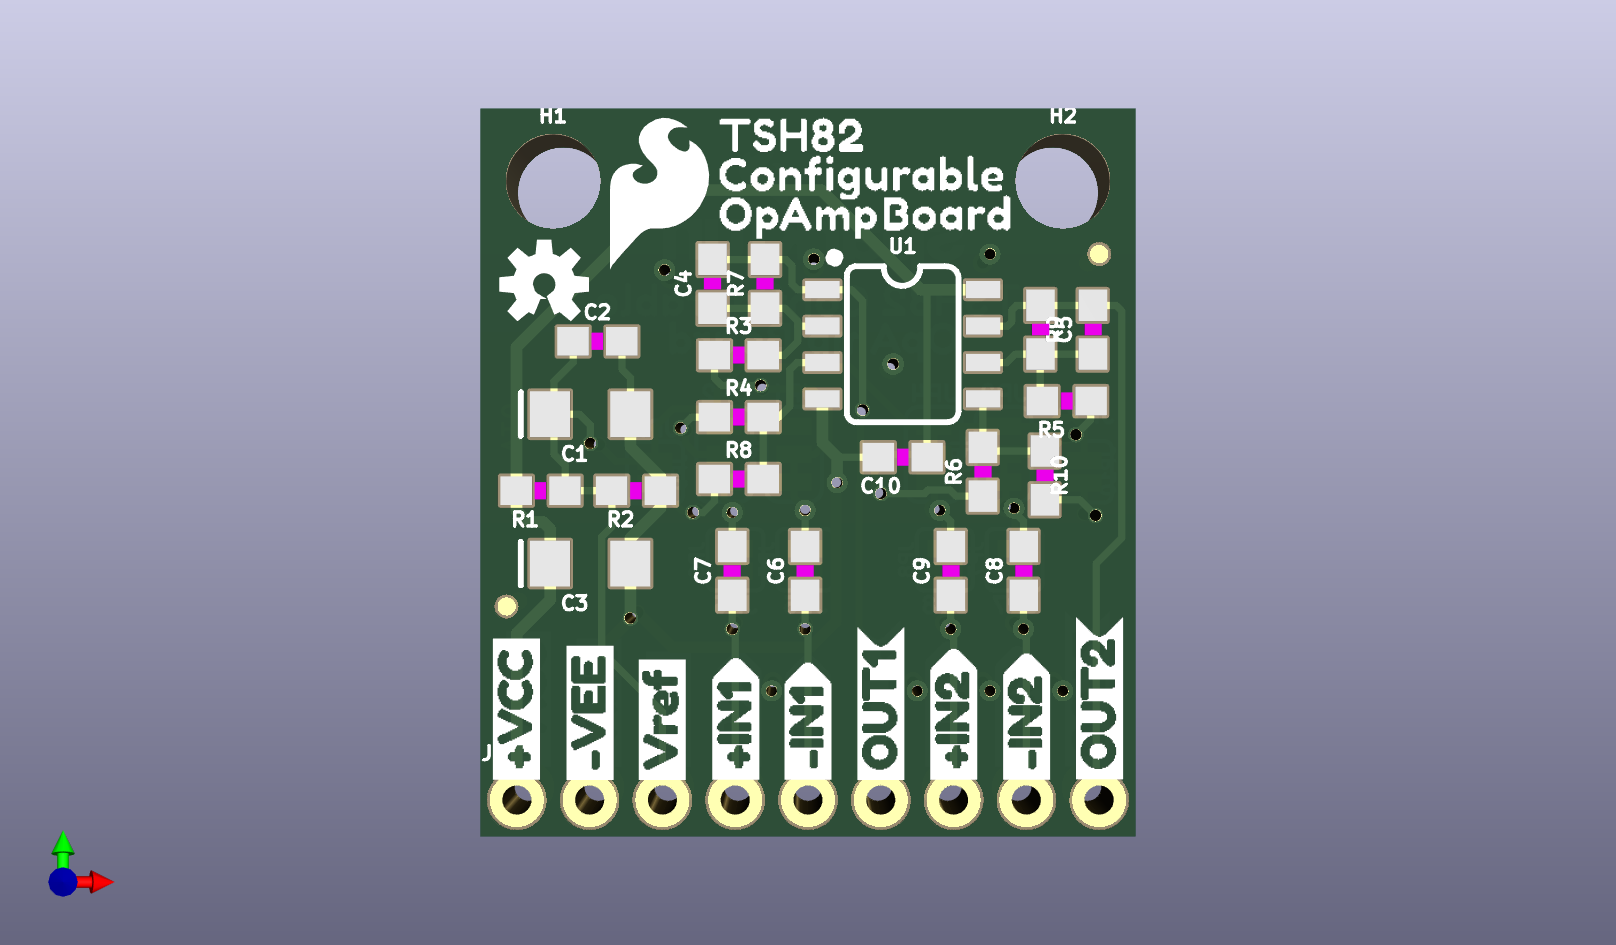 H1
H2
TSH82
Configurable
OpAmpBoard
U1
C4
R7
C2
R3
C5
R4
R5
C1
R8
R6
R10
C10
R1
R2
C7
C6
C9
C8
C3
J
+VCC
-VEE
Vref
+IN1
-IN1
OUT1
+IN2
-IN2
OUT2